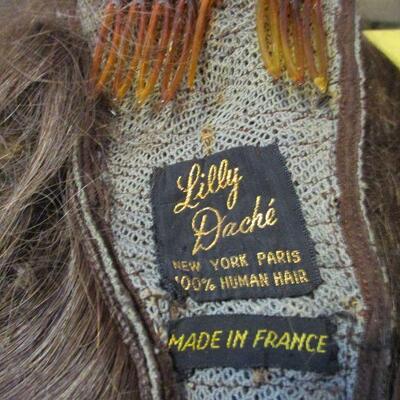 Lilly
Daché
NEW YORK PARIS
100% HUMAN HAIR
MADE IN FRANCE